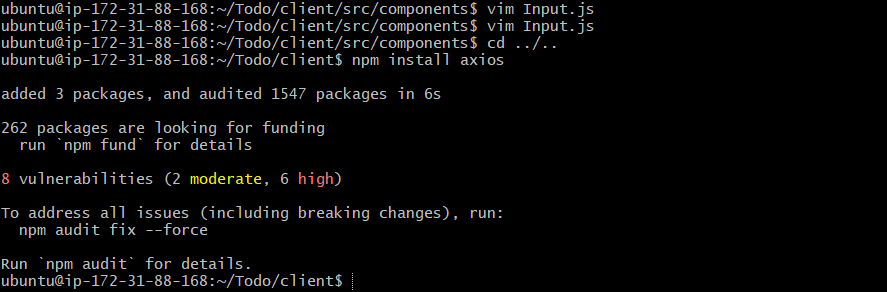 ubuntu@ip-172-31-88-168:~/Todo/client/src/components$ vim Input.js
ubuntu@ip-172-31-88-168:~/Todo/client/src/components$ vim Input.js
ubuntu@ip-172-31-88-168:~/Todo/client/src/components$ cd ../..
ubuntu@ip-172-31-88-168:~/Todo/client$ npm install axios
added 3 packages, and audited 1547 packages in 6s
262 packages are looking for funding
  run `npm fund` for details
8 vulnerabilities (2 moderate, 6 high)
To address all issues (including breaking changes), run:
  npm audit fix --force
Run `npm audit` for details.
ubuntu@ip-172-31-88-168:~/Todo/client$